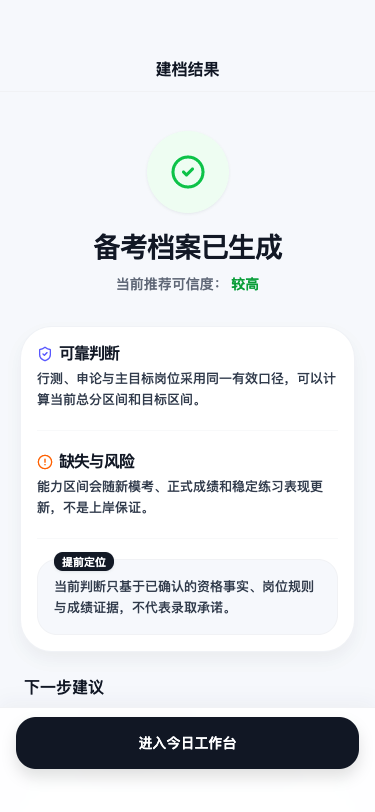 建档结果
备考档案已生成
当前推荐可信度： 较高
可靠判断
行测、申论与主目标岗位采用同一有效口径，可以计
算当前总分区间和目标区间。
缺失与风险
能力区间会随新模考、正式成绩和稳定练习表现更
新，不是上岸保证。
提前定位
当前判断只基于已确认的资格事实、岗位规则
与成绩证据，不代表录取承诺。
下一步建议
进入今日工作台